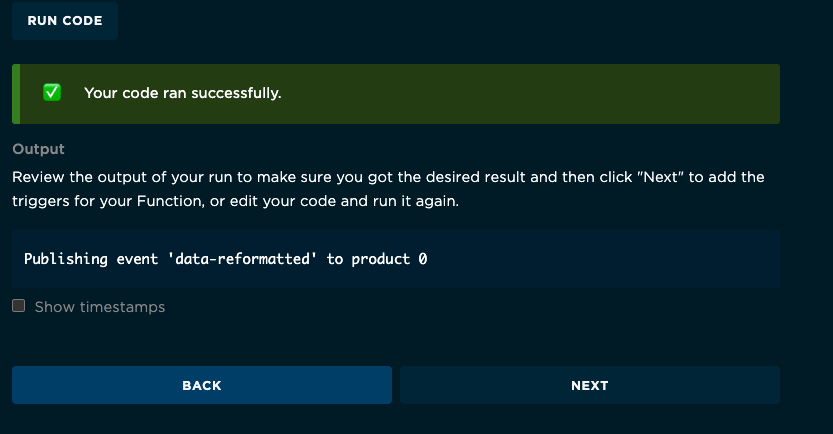 RUN CODE
Your code ran successfully.
Output
Review the output of your run to make sure you got the desired result and then click "Next" to add the
triggers for your Function, or edit your code and run it again.
Publishing event 'data-reformatted' to product 0
Show timestamps
BACK
NEXT